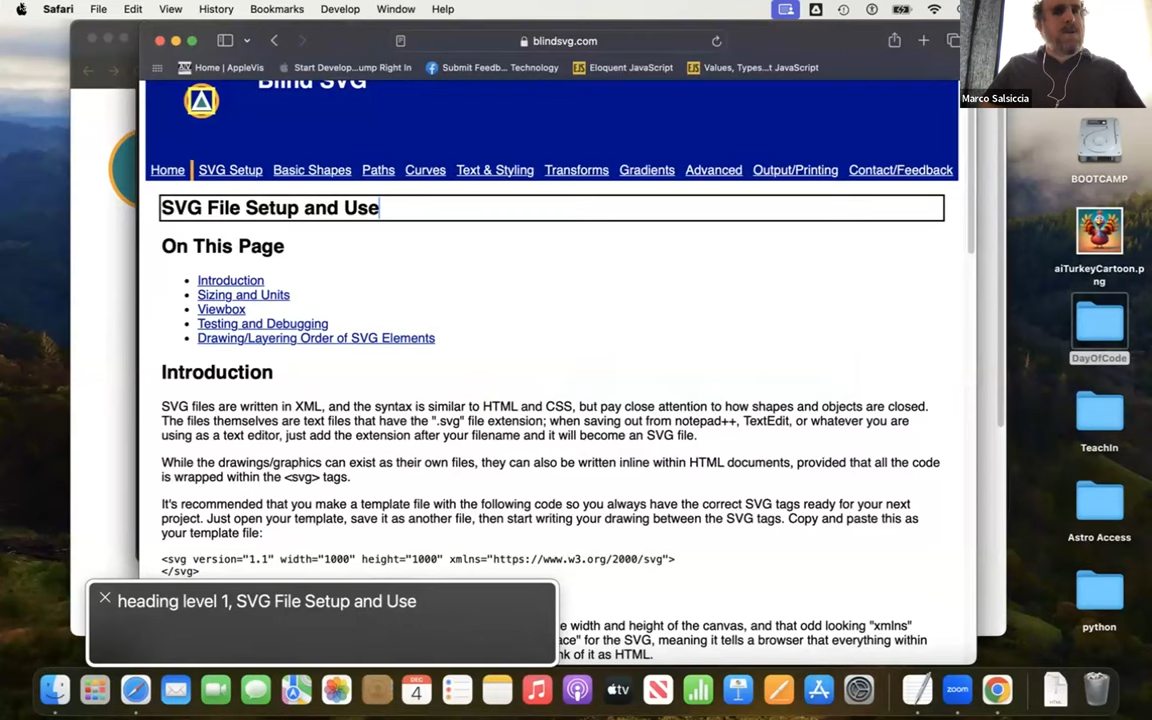 Safari File Edit View History Bookmarks Develop Window Help
blindsvg.com
Home | AppleVis Start Develop...ump Right In Submit Feedb... Technology EJS Eloquent JavaScript EJS Values, Types...t JavaScript
Marco Salsiccia
Blind SVG
Home SVG Setup Basic Shapes Paths Curves Text & Styling Transforms Gradients Advanced Output/Printing Contact/Feedback
SVG File Setup and Use
On This Page
• Introduction
• Sizing and Units
• Viewbox
• Testing and Debugging
• Drawing/Layering Order of SVG Elements
Introduction
SVG files are written in XML, and the syntax is similar to HTML and CSS, but pay close attention to how shapes and objects are closed.
The files themselves are text files that have the ".svg" file extension; when saving out from notepad++, TextEdit, or whatever you are
using as a text editor, just add the extension after your filename and it will become an SVG file.
While the drawings/graphics can exist as their own files, they can also be written inline within HTML documents, provided that all the code
is wrapped within the <svg> tags.
It's recommended that you make a template file with the following code so you always have the correct SVG tags ready for your next
project. Just open your template, save it as another file, then start writing your drawing between the SVG tags. Copy and paste this as
your template file:
<svg version="1.1" width="1000" height="1000" xmlns="https://www.w3.org/2000/svg">
</svg>
heading level 1, SVG File Setup and Use
e width and height of the canvas, and that odd looking "xmlns"
ace" for the SVG, meaning it tells a browser that everything within
nk of it as HTML.
BOOTCAMP
aiTurkeyCartoon.p
ng
DayOfCode
TeachIn
Astro Access
python
DEC
4
tv
zoom